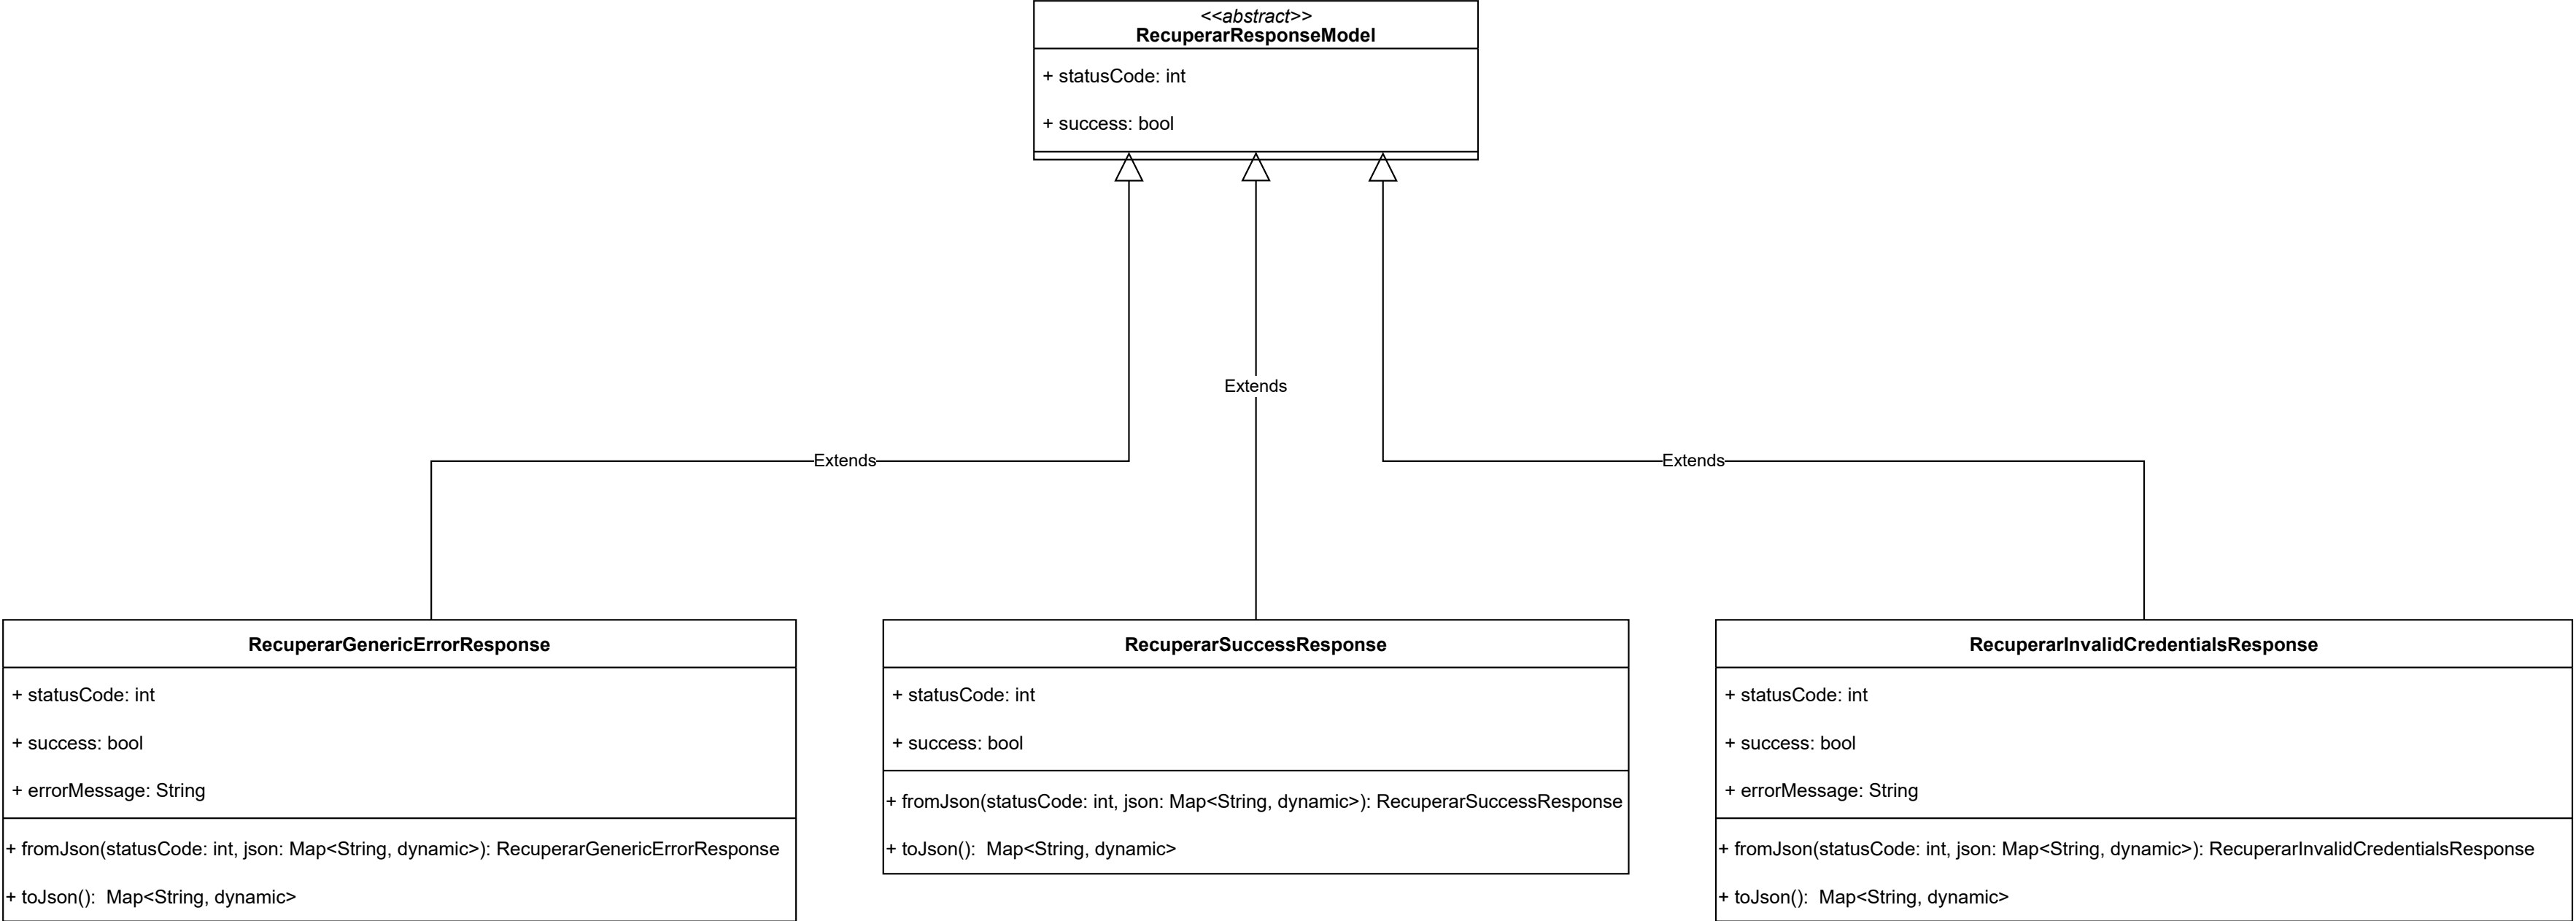 <<abstract>>
RecuperarResponseModel
+ statusCode: int
+ success: bool
Extends
Extends
Extends
RecuperarGenericErrorResponse
+ statusCode: int
+ success: bool
+ errorMessage: String
+ fromJson(statusCode: int, json: Map<String, dynamic>): RecuperarGenericErrorResponse
+ toJson():  Map<String, dynamic>
RecuperarSuccessResponse
+ statusCode: int
+ success: bool
+ fromJson(statusCode: int, json: Map<String, dynamic>): RecuperarSuccessResponse
+ toJson():  Map<String, dynamic>
RecuperarInvalidCredentialsResponse
+ statusCode: int
+ success: bool
+ errorMessage: String
+ fromJson(statusCode: int, json: Map<String, dynamic>): RecuperarInvalidCredentialsResponse
+ toJson():  Map<String, dynamic>